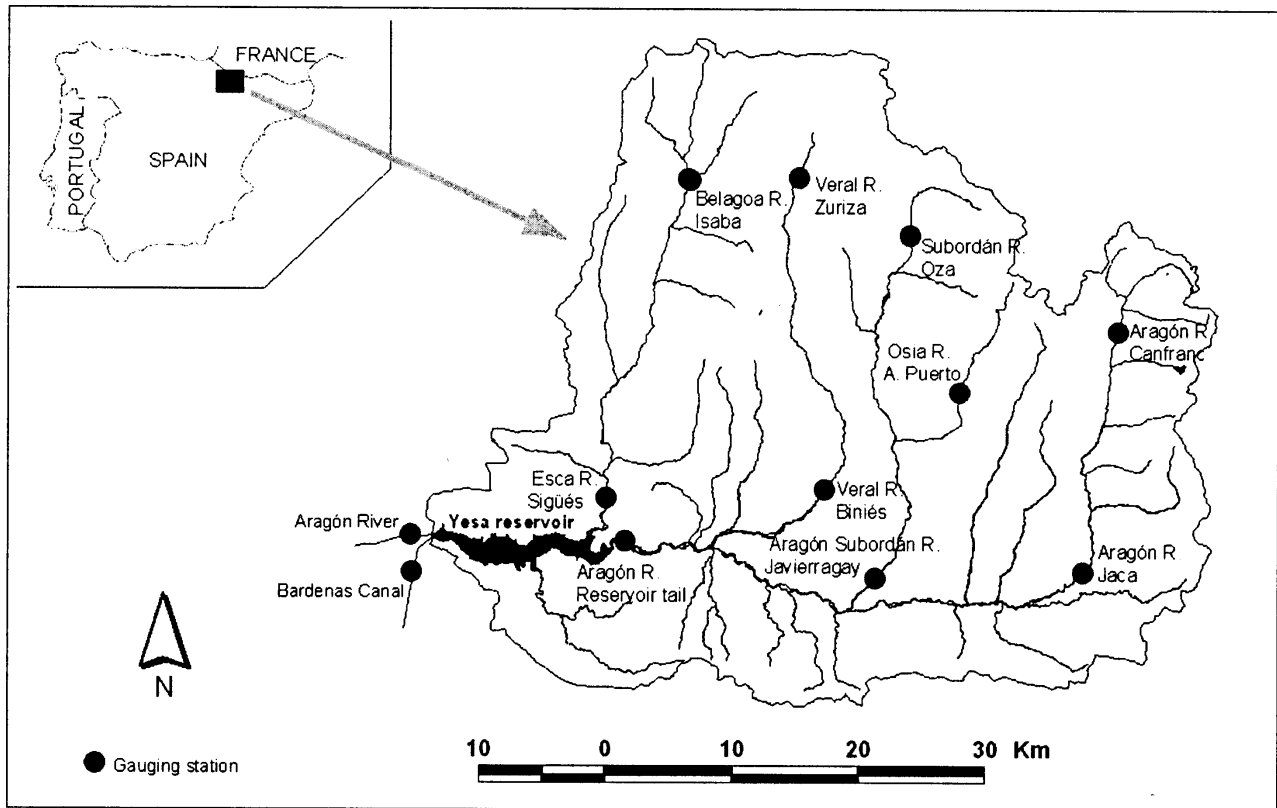 FRANCE
PORTUGAL
SPAIN
Belagoa R.
Isaba
Veral R.
Zuriza
Subordán R.
Oza
Aragón R.
Canfranc
Osia R.
A. Puerto
Esca R.
Sigüés
Veral R.
Biniés
Aragón River
Yesa reservoir
Aragón Subordán R.
Javierragay
Aragón R.
Jaca
Aragón R.
Reservoir tail
Bardenas Canal
N
10 0 10 20 30 Km
Gauging station